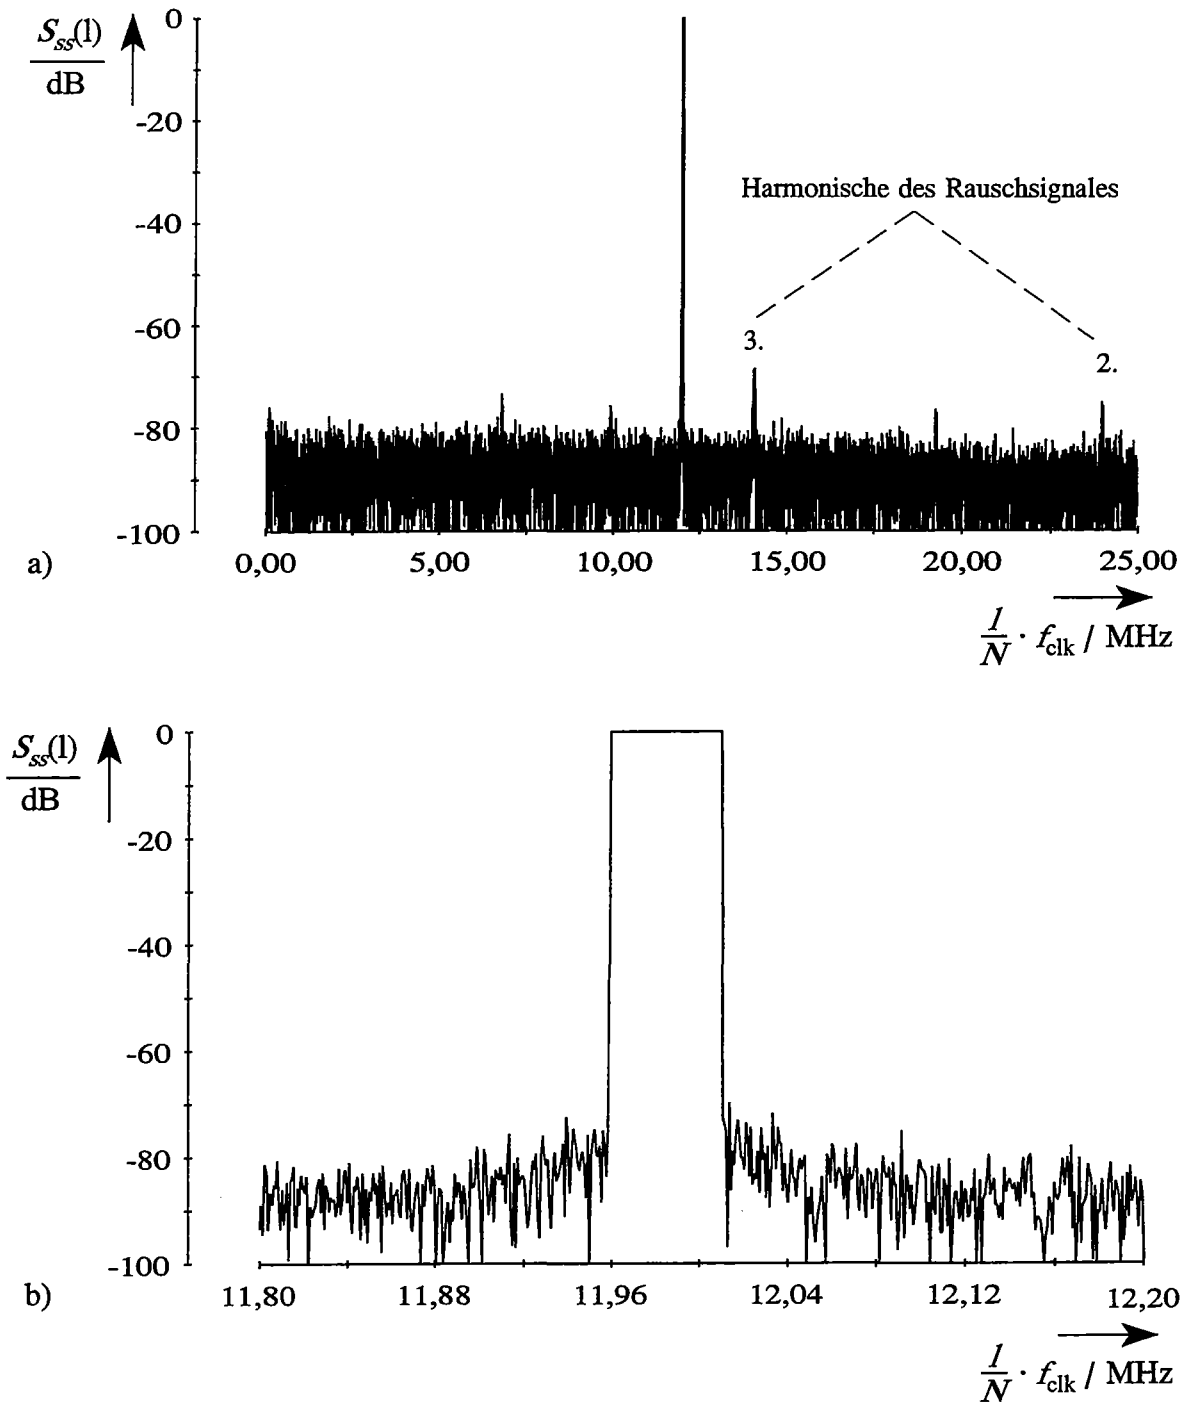 S_ss(l)
dB
0
-20
-40
-60
-80
-100
Harmonische des Rauschsignales
3.
2.
0,00 5,00 10,00 15,00 20,00 25,00
a)
l/N · f_clk / MHz
S_ss(l)
dB
0
-20
-40
-60
-80
-100
11,80 11,88 11,96 12,04 12,12 12,20
b)
l/N · f_clk / MHz